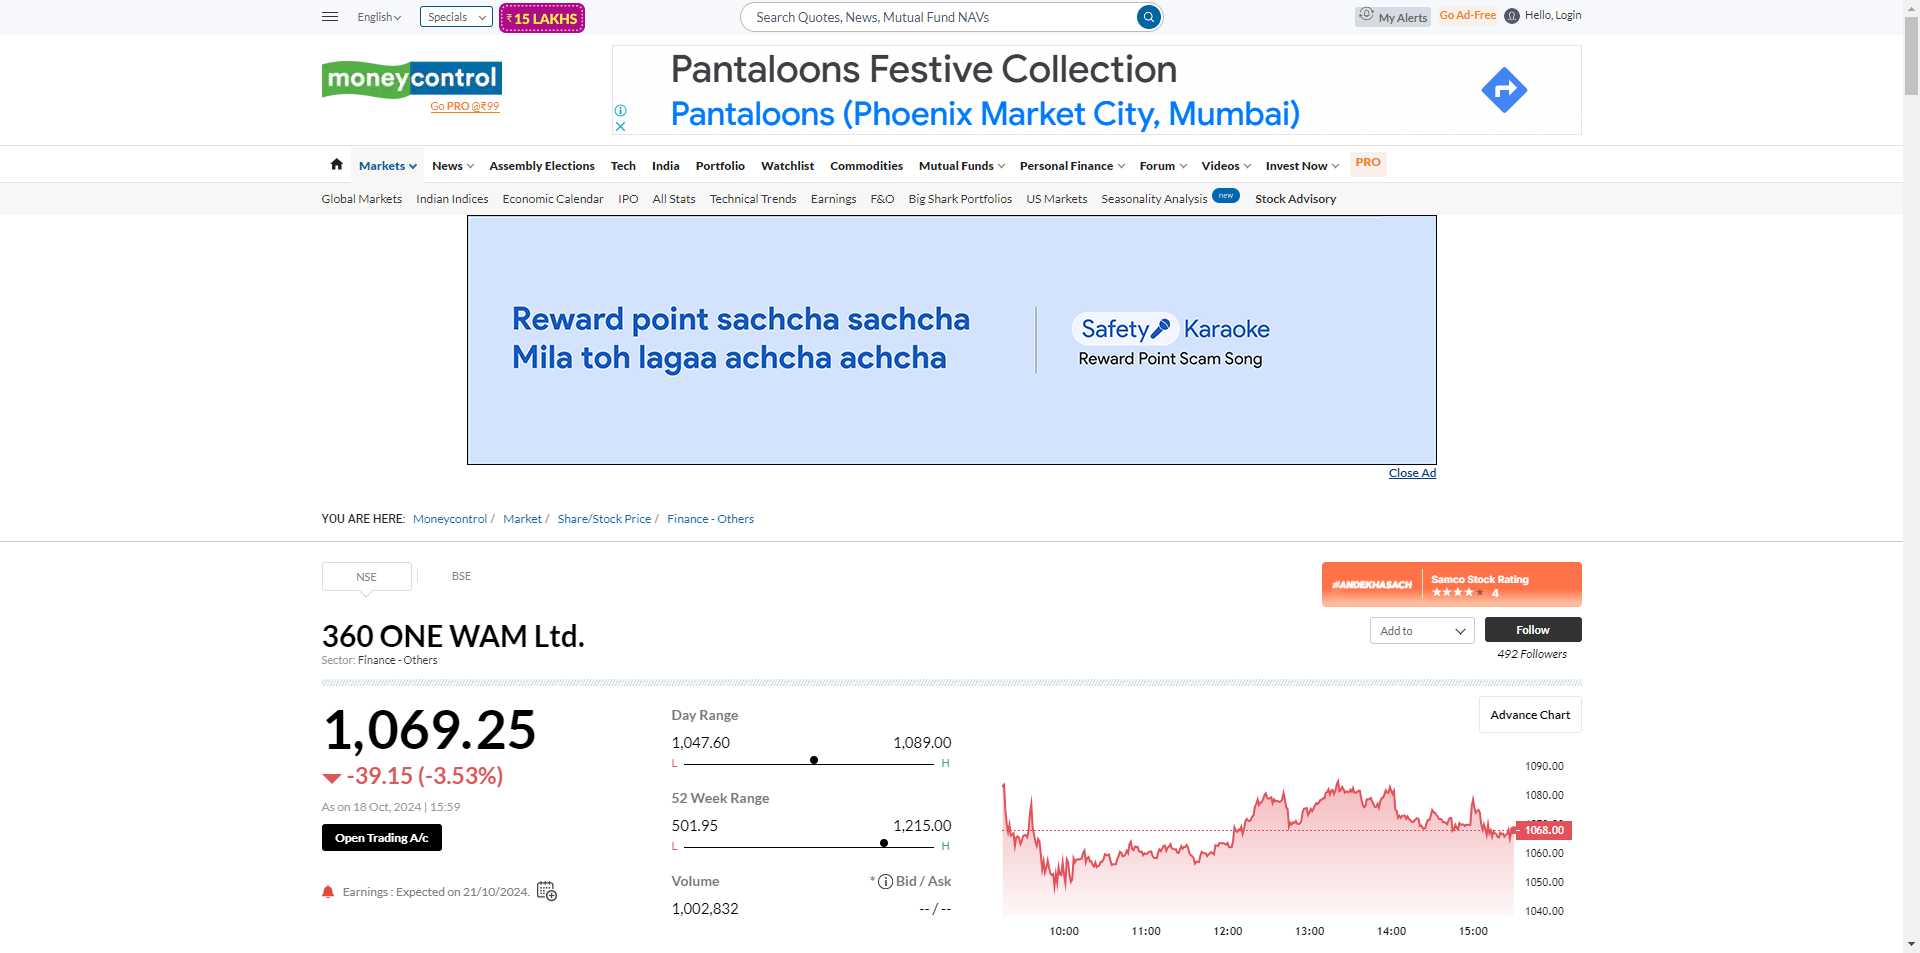 English
Specials
₹15 LAKHS
Search Quotes, News, Mutual Fund NAVs
My Alerts
Go Ad-Free
Hello, Login
moneycontrol
Go PRO @₹99
Pantaloons Festive Collection
Pantaloons (Phoenix Market City, Mumbai)
Markets News Assembly Elections Tech India Portfolio Watchlist Commodities Mutual Funds Personal Finance Forum Videos Invest Now PRO
Global Markets Indian Indices Economic Calendar IPO All Stats Technical Trends Earnings F&O Big Shark Portfolios US Markets Seasonality Analysis new Stock Advisory
Reward point sachcha sachcha
Mila toh lagaa achcha achcha
Safety Karaoke
Reward Point Scam Song
Close Ad
YOU ARE HERE: Moneycontrol / Market / Share/Stock Price / Finance - Others
NSE
BSE
#ANDEKHASACH
Samco Stock Rating
★★★★★ 4
360 ONE WAM Ltd.
Sector: Finance - Others
Add to
Follow
492 Followers
1,069.25
-39.15 (-3.53%)
As on 18 Oct, 2024 | 15:59
Open Trading A/c
Earnings : Expected on 21/10/2024.
Day Range
1,047.60 1,089.00
L H
52 Week Range
501.95 1,215.00
L H
Volume
* i Bid / Ask
1,002,832
-- / --
Advance Chart
1090.00
1080.00
1068.00
1060.00
1050.00
1040.00
10:00 11:00 12:00 13:00 14:00 15:00